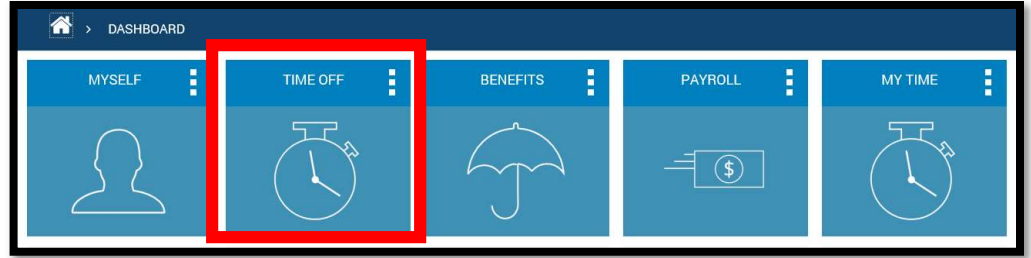 > DASHBOARD
MYSELF
TIME OFF
BENEFITS
PAYROLL
MY TIME
$